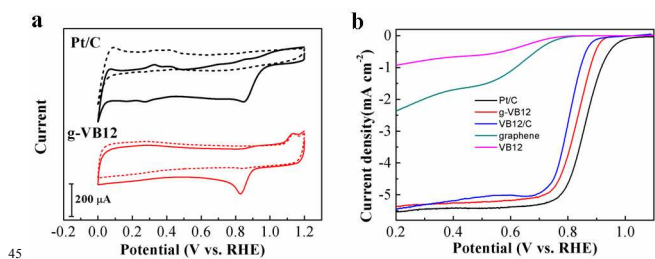 a
Pt/C
g-VB12
200 μA
Current
-0.2 0.0 0.2 0.4 0.6 0.8 1.0 1.2
Potential (V vs. RHE)
b
0
-1
-2
-3
-4
-5
Current density(mA cm⁻²)
Pt/C
g-VB12
VB12/C
graphene
VB12
0.2 0.4 0.6 0.8 1.0
Potential (V vs. RHE)
45